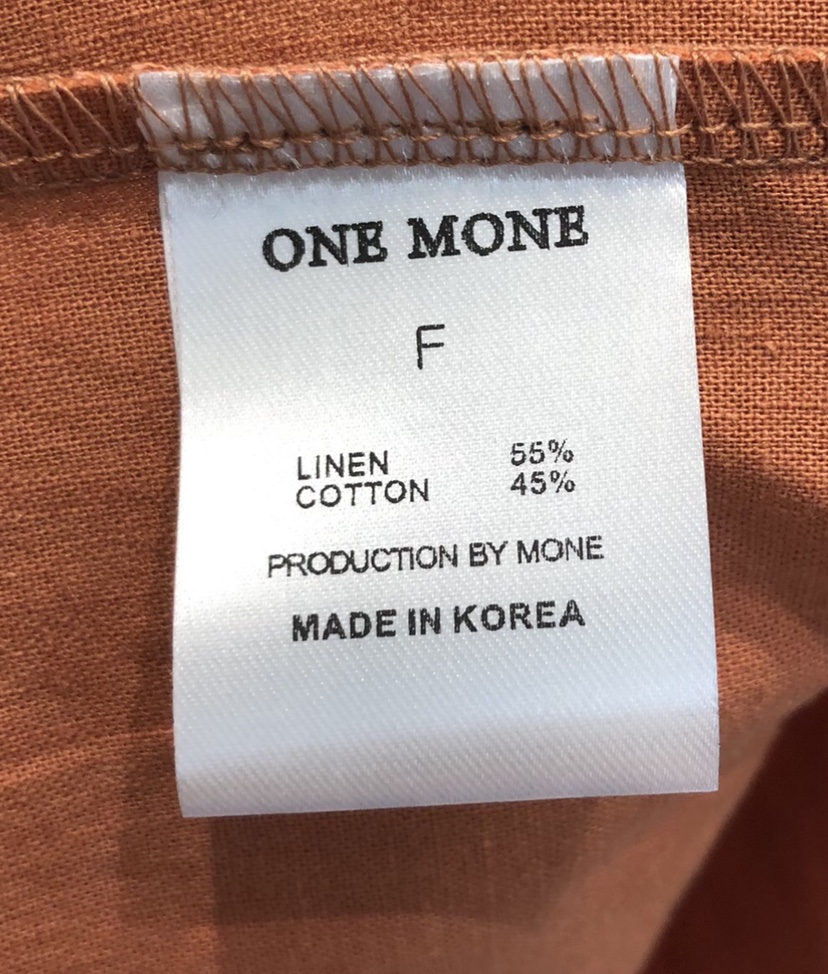 ONE MONE
F
LINEN 55%
COTTON 45%
PRODUCTION BY MONE
MADE IN KOREA